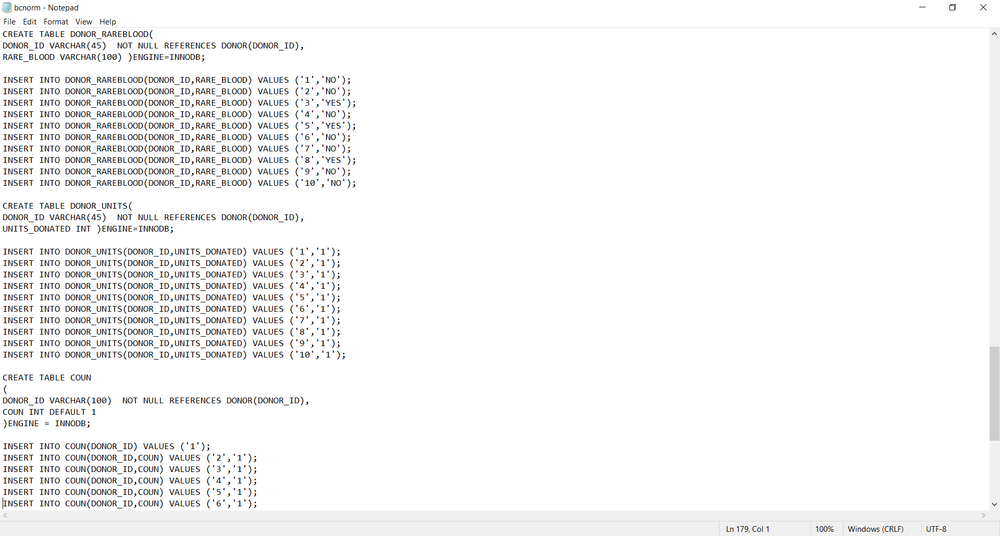 bcnorm - Notepad
File Edit Format View Help
CREATE TABLE DONOR_RAREBLOOD(
DONOR_ID VARCHAR(45)  NOT NULL REFERENCES DONOR(DONOR_ID),
RARE_BLOOD VARCHAR(100) )ENGINE=INNODB;

INSERT INTO DONOR_RAREBLOOD(DONOR_ID,RARE_BLOOD) VALUES ('1','NO');
INSERT INTO DONOR_RAREBLOOD(DONOR_ID,RARE_BLOOD) VALUES ('2','NO');
INSERT INTO DONOR_RAREBLOOD(DONOR_ID,RARE_BLOOD) VALUES ('3','YES');
INSERT INTO DONOR_RAREBLOOD(DONOR_ID,RARE_BLOOD) VALUES ('4','NO');
INSERT INTO DONOR_RAREBLOOD(DONOR_ID,RARE_BLOOD) VALUES ('5','YES');
INSERT INTO DONOR_RAREBLOOD(DONOR_ID,RARE_BLOOD) VALUES ('6','NO');
INSERT INTO DONOR_RAREBLOOD(DONOR_ID,RARE_BLOOD) VALUES ('7','NO');
INSERT INTO DONOR_RAREBLOOD(DONOR_ID,RARE_BLOOD) VALUES ('8','YES');
INSERT INTO DONOR_RAREBLOOD(DONOR_ID,RARE_BLOOD) VALUES ('9','NO');
INSERT INTO DONOR_RAREBLOOD(DONOR_ID,RARE_BLOOD) VALUES ('10','NO');

CREATE TABLE DONOR_UNITS(
DONOR_ID VARCHAR(45)  NOT NULL REFERENCES DONOR(DONOR_ID),
UNITS_DONATED INT )ENGINE=INNODB;

INSERT INTO DONOR_UNITS(DONOR_ID,UNITS_DONATED) VALUES ('1','1');
INSERT INTO DONOR_UNITS(DONOR_ID,UNITS_DONATED) VALUES ('2','1');
INSERT INTO DONOR_UNITS(DONOR_ID,UNITS_DONATED) VALUES ('3','1');
INSERT INTO DONOR_UNITS(DONOR_ID,UNITS_DONATED) VALUES ('4','1');
INSERT INTO DONOR_UNITS(DONOR_ID,UNITS_DONATED) VALUES ('5','1');
INSERT INTO DONOR_UNITS(DONOR_ID,UNITS_DONATED) VALUES ('6','1');
INSERT INTO DONOR_UNITS(DONOR_ID,UNITS_DONATED) VALUES ('7','1');
INSERT INTO DONOR_UNITS(DONOR_ID,UNITS_DONATED) VALUES ('8','1');
INSERT INTO DONOR_UNITS(DONOR_ID,UNITS_DONATED) VALUES ('9','1');
INSERT INTO DONOR_UNITS(DONOR_ID,UNITS_DONATED) VALUES ('10','1');

CREATE TABLE COUN
(
DONOR_ID VARCHAR(100)  NOT NULL REFERENCES DONOR(DONOR_ID),
COUN INT DEFAULT 1
)ENGINE = INNODB;

INSERT INTO COUN(DONOR_ID) VALUES ('1');
INSERT INTO COUN(DONOR_ID,COUN) VALUES ('2','1');
INSERT INTO COUN(DONOR_ID,COUN) VALUES ('3','1');
INSERT INTO COUN(DONOR_ID,COUN) VALUES ('4','1');
INSERT INTO COUN(DONOR_ID,COUN) VALUES ('5','1');
INSERT INTO COUN(DONOR_ID,COUN) VALUES ('6','1');
Ln 179, Col 1 100% Windows (CRLF) UTF-8